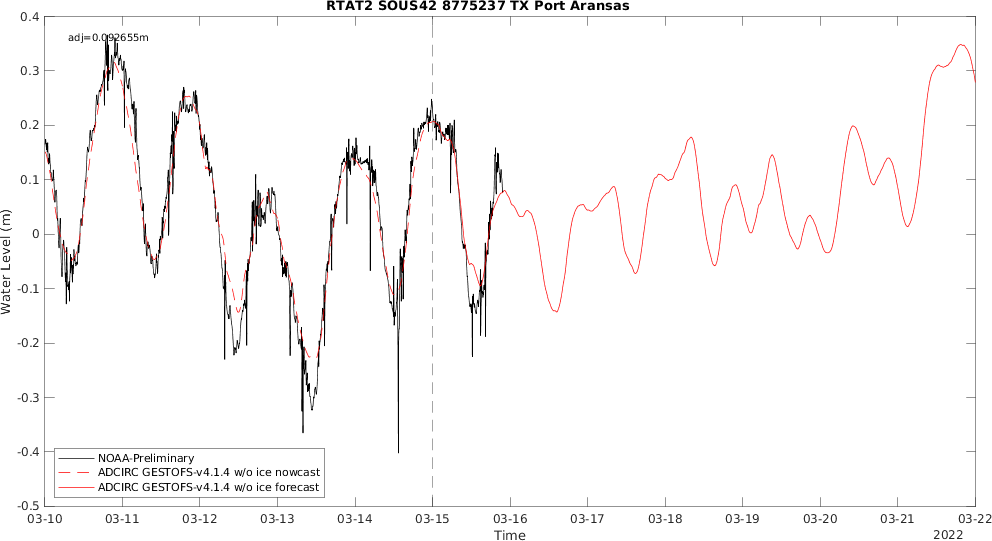 RTAT2 SOUS42 8775237 TX Port Aransas
adj=0.092655m
0.4
0.3
0.2
0.1
0
-0.1
-0.2
-0.3
-0.4
-0.5
Water Level (m)
NOAA-Preliminary
ADCIRC GESTOFS-v4.1.4 w/o ice nowcast
ADCIRC GESTOFS-v4.1.4 w/o ice forecast
03-10 03-11 03-12 03-13 03-14 03-15 03-16 03-17 03-18 03-19 03-20 03-21 03-22
Time
2022